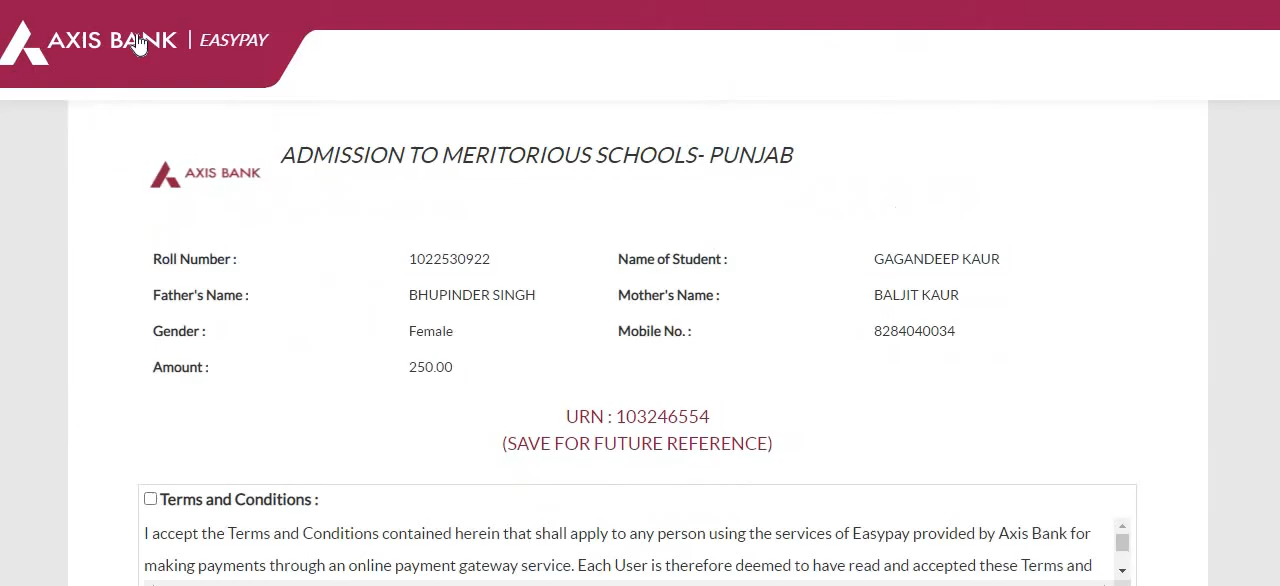 AXIS BANK | EASYPAY
ADMISSION TO MERITORIOUS SCHOOLS- PUNJAB
AXIS BANK
Roll Number : 1022530922 Name of Student : GAGANDEEP KAUR
Father's Name : BHUPINDER SINGH Mother's Name : BALJIT KAUR
Gender : Female Mobile No. : 8284040034
Amount : 250.00
URN : 103246554
(SAVE FOR FUTURE REFERENCE)
Terms and Conditions :
I accept the Terms and Conditions contained herein that shall apply to any person using the services of Easypay provided by Axis Bank for
making payments through an online payment gateway service. Each User is therefore deemed to have read and accepted these Terms and